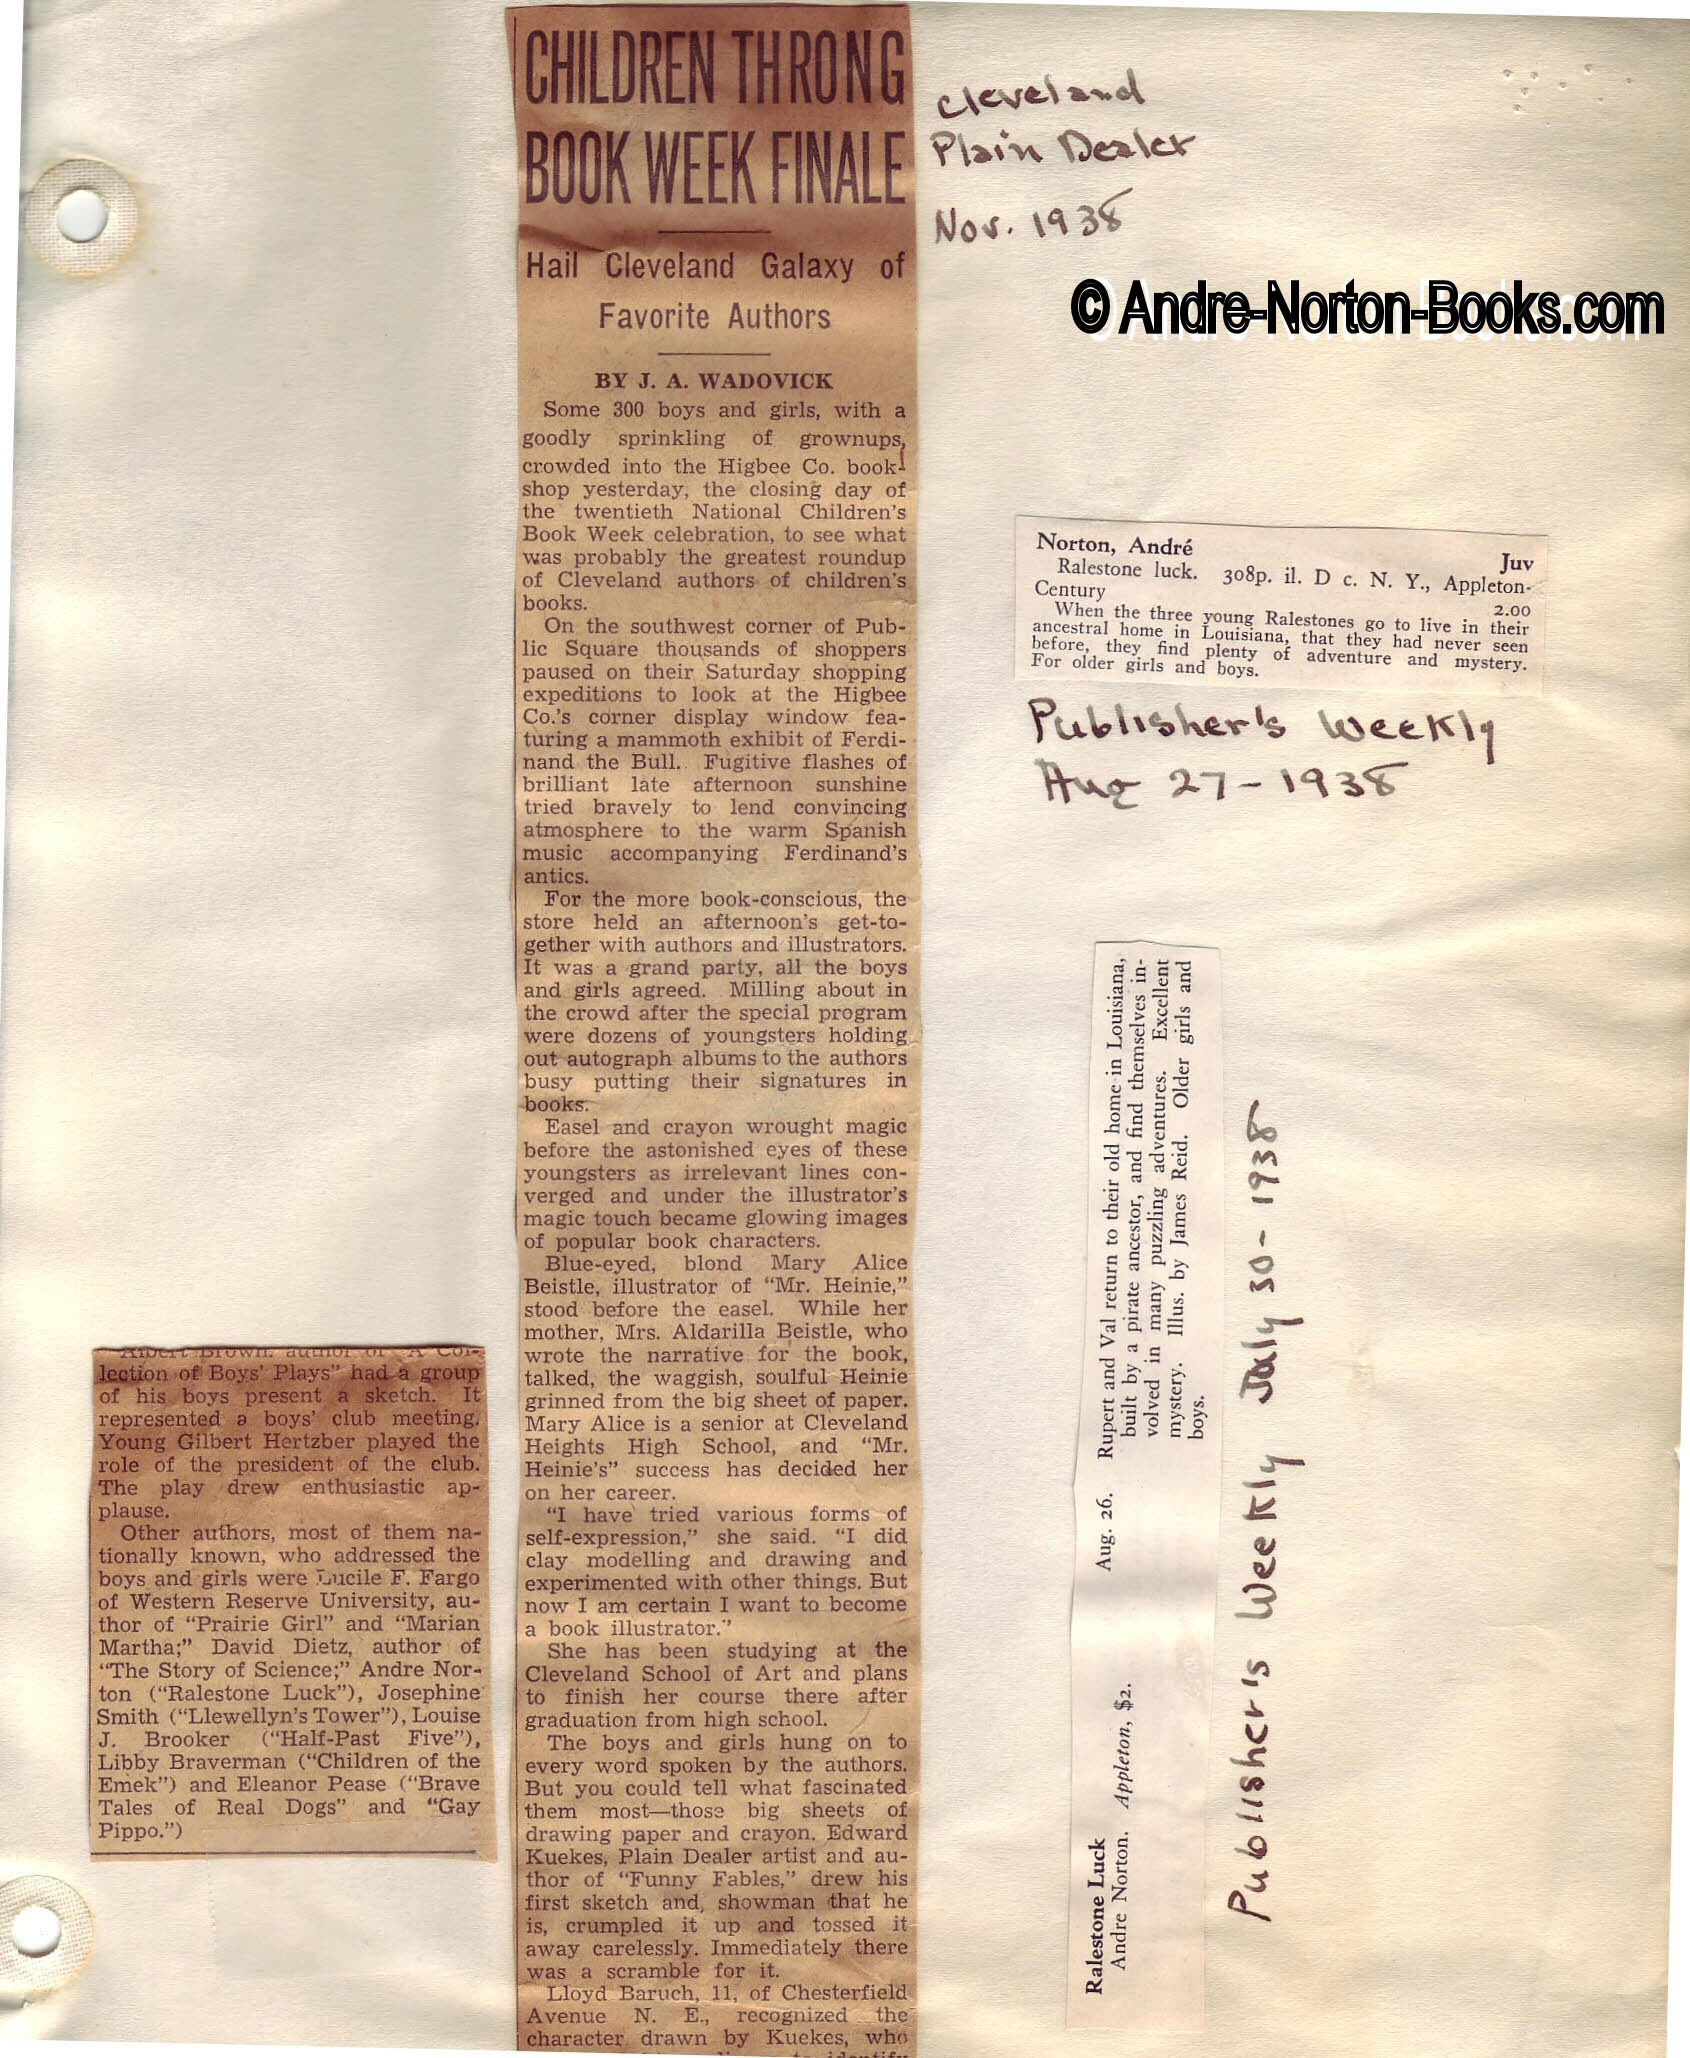 CHILDREN THRONG
BOOK WEEK FINALE
Hail Cleveland Galaxy of
Favorite Authors
BY J. A. WADOVICK
Some 300 boys and girls, with a
goodly sprinkling of grownups,
crowded into the Higbee Co. book-
shop yesterday, the closing day of
the twentieth National Children's
Book Week celebration, to see what
was probably the greatest roundup
of Cleveland authors of children's
books.
On the southwest corner of Pub-
lic Square thousands of shoppers
paused on their Saturday shopping
expeditions to look at the Higbee
Co.'s corner display window fea-
turing a mammoth exhibit of Ferdi-
nand the Bull. Fugitive flashes of
brilliant late afternoon sunshine
tried bravely to lend convincing
atmosphere to the warm Spanish
music accompanying Ferdinand's
antics.
For the more book-conscious, the
store held an afternoon's get-to-
gether with authors and illustrators.
It was a grand party, all the boys
and girls agreed. Milling about in
the crowd after the special program
were dozens of youngsters holding
out autograph albums to the authors
busy putting their signatures in
books.
Easel and crayon wrought magic
before the astonished eyes of these
youngsters as irrelevant lines con-
verged and under the illustrator's
magic touch became glowing images
of popular book characters.
Blue-eyed, blond Mary Alice
Beistle, illustrator of "Mr. Heinie,"
stood before the easel. While her
mother, Mrs. Aldarilla Beistle, who
wrote the narrative for the book,
talked, the waggish, soulful Heinie
grinned from the big sheet of paper.
Mary Alice is a senior at Cleveland
Heights High School, and "Mr.
Heinie's" success has decided her
on her career.
"I have tried various forms of
self-expression," she said. "I did
clay modelling and drawing and
experimented with other things. But
now I am certain I want to become
a book illustrator."
She has been studying at the
Cleveland School of Art and plans
to finish her course there after
graduation from high school.
The boys and girls hung on to
every word spoken by the authors.
But you could tell what fascinated
them most—those big sheets of
drawing paper and crayon. Edward
Kuekes, Plain Dealer artist and au-
thor of "Funny Fables," drew his
first sketch and, showman that he
is, crumpled it up and tossed it
away carelessly. Immediately there
was a scramble for it.
Lloyd Baruch, 11, of Chesterfield
Avenue N. E., recognized the
character drawn by Kuekes, who
to identify
Albert Brown, author of "A Col-
lection of Boys' Plays" had a group
of his boys present a sketch. It
represented a boys' club meeting.
Young Gilbert Hertzber played the
role of the president of the club.
The play drew enthusiastic ap-
plause.
Other authors, most of them na-
tionally known, who addressed the
boys and girls were Lucile F. Fargo
of Western Reserve University, au-
thor of "Prairie Girl" and "Marian
Martha;" David Dietz, author of
"The Story of Science;" Andre Nor-
ton ("Ralestone Luck"), Josephine
Smith ("Llewellyn's Tower"), Louise
J. Brooker ("Half-Past Five"),
Libby Braverman ("Children of the
Emek") and Eleanor Pease ("Brave
Tales of Real Dogs" and "Gay
Pippo.")
Cleveland
Plain Dealer
Nov. 1938
© Andre-Norton-Books.com
Norton, André Juv
Ralestone luck. 308p. il. D c. N. Y., Appleton-
Century 2.00
When the three young Ralestones go to live in their
ancestral home in Louisiana, that they had never seen
before, they find plenty of adventure and mystery.
For older girls and boys.
Publisher's Weekly
Aug 27-1938
Ralestone Luck
Andre Norton. Appleton, $2. Aug. 26.
Rupert and Val return to their old home in Louisiana,
built by a pirate ancestor, and find themselves in-
volved in many puzzling adventures. Excellent
mystery. Illus. by James Reid. Older girls and
boys.
Publisher's Weekly July 30-1938